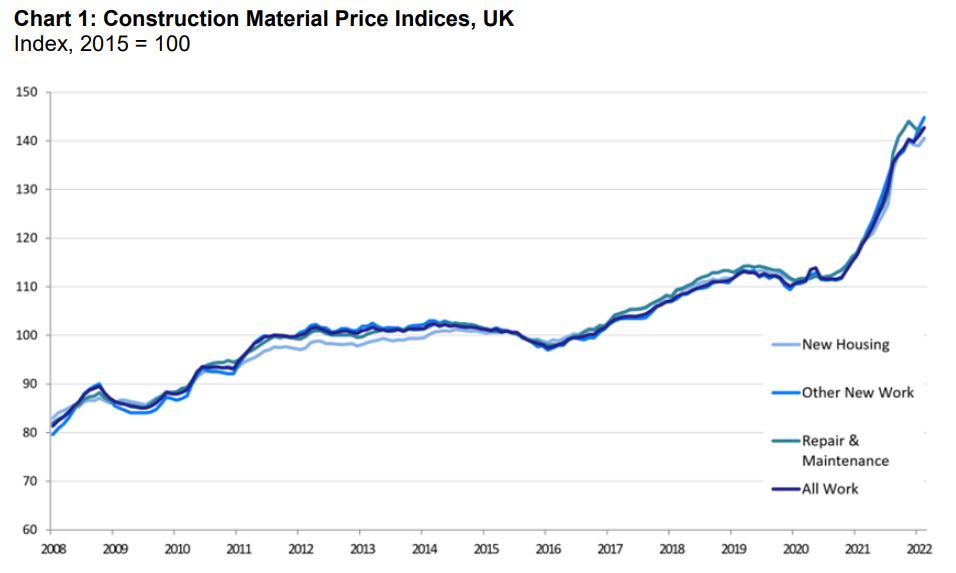 Chart 1: Construction Material Price Indices, UK
Index, 2015 = 100
150
140
130
120
110
100
90
80
70
60
New Housing
Other New Work
Repair &
Maintenance
All Work
2008 2009 2010 2011 2012 2013 2014 2015 2016 2017 2018 2019 2020 2021 2022